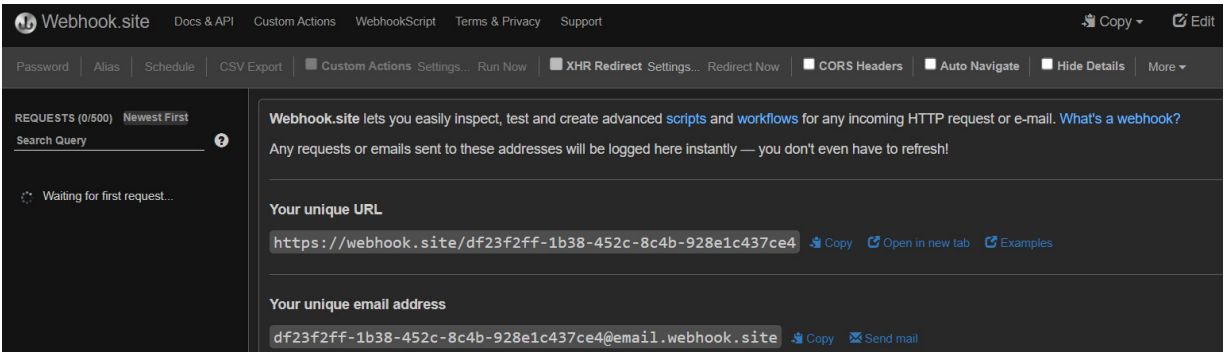 Webhook.site Docs & API Custom Actions WebhookScript Terms & Privacy Support Copy Edit
Password Alias Schedule CSV Export Custom Actions Settings... Run Now XHR Redirect Settings... Redirect Now CORS Headers Auto Navigate Hide Details More
REQUESTS (0/500) Newest First
Search Query
Waiting for first request...
Webhook.site lets you easily inspect, test and create advanced scripts and workflows for any incoming HTTP request or e-mail. What's a webhook?
Any requests or emails sent to these addresses will be logged here instantly — you don't even have to refresh!
Your unique URL
https://webhook.site/df23f2ff-1b38-452c-8c4b-928e1c437ce4 Copy Open in new tab Examples
Your unique email address
df23f2ff-1b38-452c-8c4b-928e1c437ce4@email.webhook.site Copy Send mail